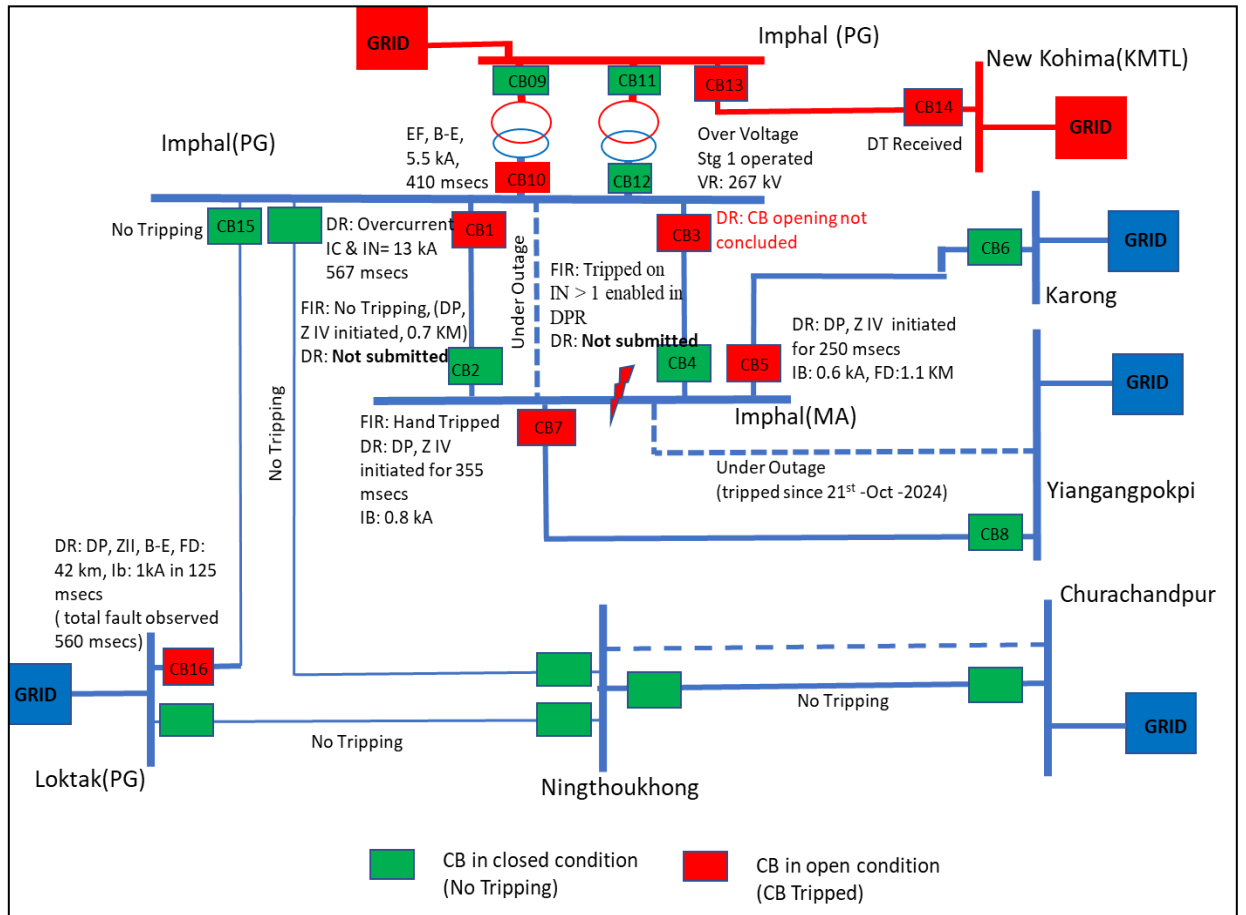 GRID
Imphal (PG)
New Kohima(KMTL)
CB09
CB11
CB13
CB14
GRID
DT Received
Imphal(PG)
EF, B-E,
5.5 kA,
410 msecs
CB10
CB12
Over Voltage
Stg 1 operated
VR: 267 kV
No Tripping
CB15
DR: Overcurrent
IC & IN= 13 kA
567 msecs
CB1
Under Outage
CB3
DR: CB opening not
concluded
CB6
GRID
Karong
FIR: Tripped on
IN > 1 enabled in
DPR
DR: Not submitted
FIR: No Tripping, (DP,
Z IV initiated, 0.7 KM)
DR: Not submitted
CB2
CB4
CB5
DR: DP, Z IV initiated
for 250 msecs
IB: 0.6 kA, FD:1.1 KM
GRID
Imphal(MA)
No Tripping
FIR: Hand Tripped
DR: DP, Z IV
initiated for 355
msecs
IB: 0.8 kA
CB7
Under Outage
(tripped since 21st -Oct -2024)
Yiangangpokpi
CB8
DR: DP, ZII, B-E, FD:
42 km, Ib: 1kA in 125
msecs
( total fault observed
560 msecs)
Churachandpur
CB16
GRID
No Tripping
No Tripping
GRID
Loktak(PG)
Ningthoukhong
CB in closed condition
(No Tripping)
CB in open condition
(CB Tripped)